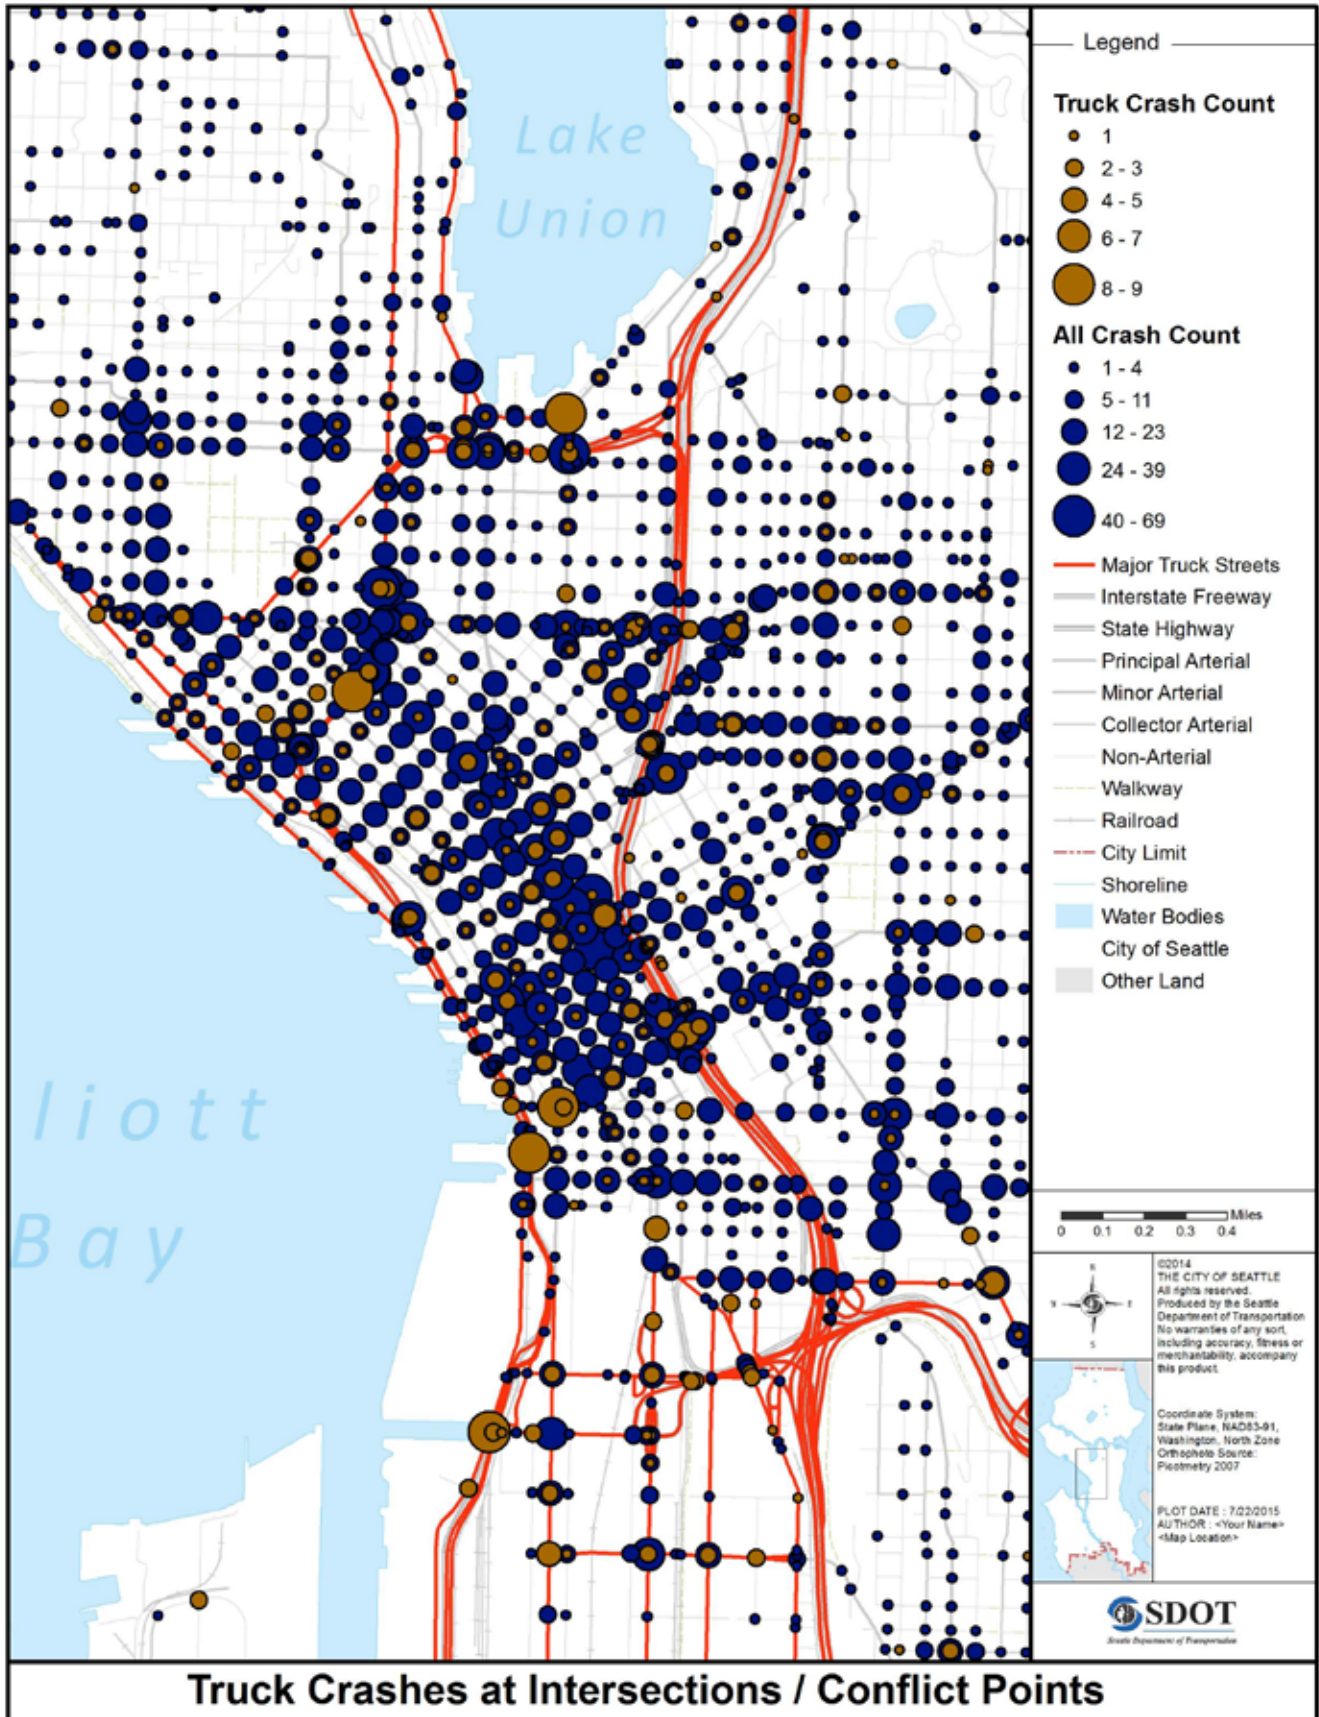 Lake
Union
lliott
Bay
Legend
Truck Crash Count
1
2 - 3
4 - 5
6 - 7
8 - 9
All Crash Count
1 - 4
5 - 11
12 - 23
24 - 39
40 - 69
Major Truck Streets
Interstate Freeway
State Highway
Principal Arterial
Minor Arterial
Collector Arterial
Non-Arterial
Walkway
Railroad
City Limit
Shoreline
Water Bodies
City of Seattle
Other Land
Miles
0 0.1 0.2 0.3 0.4
N
W E
S
©2014
THE CITY OF SEATTLE
All rights reserved.
Produced by the Seattle
Department of Transportation
No warranties of any sort,
including accuracy, fitness or
merchantability, accompany
this product.
Coordinate System:
State Plane, NAD83-91,
Washington, North Zone
Orthophoto Source:
Pictometry 2007
PLOT DATE : 7/22/2015
AUTHOR : <Your Name>
<Map Location>
SDOT
Seattle Department of Transportation
Truck Crashes at Intersections / Conflict Points